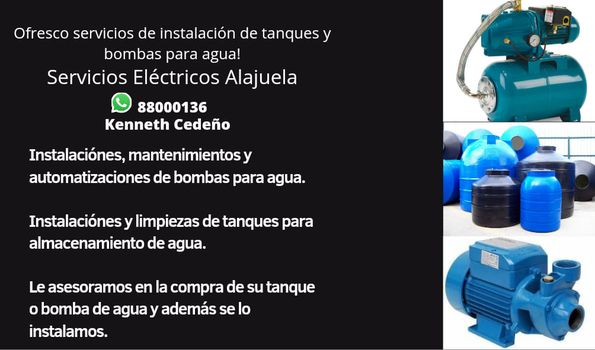 Ofresco servicios de instalación de tanques y
bombas para agua!
Servicios Eléctricos Alajuela
88000136
Kenneth Cedeño
Instalaciónes, mantenimientos y
automatizaciones de bombas para agua.
Instalaciónes y limpiezas de tanques para
almacenamiento de agua.
Le asesoramos en la compra de su tanque
o bomba de agua y además se lo
instalamos.